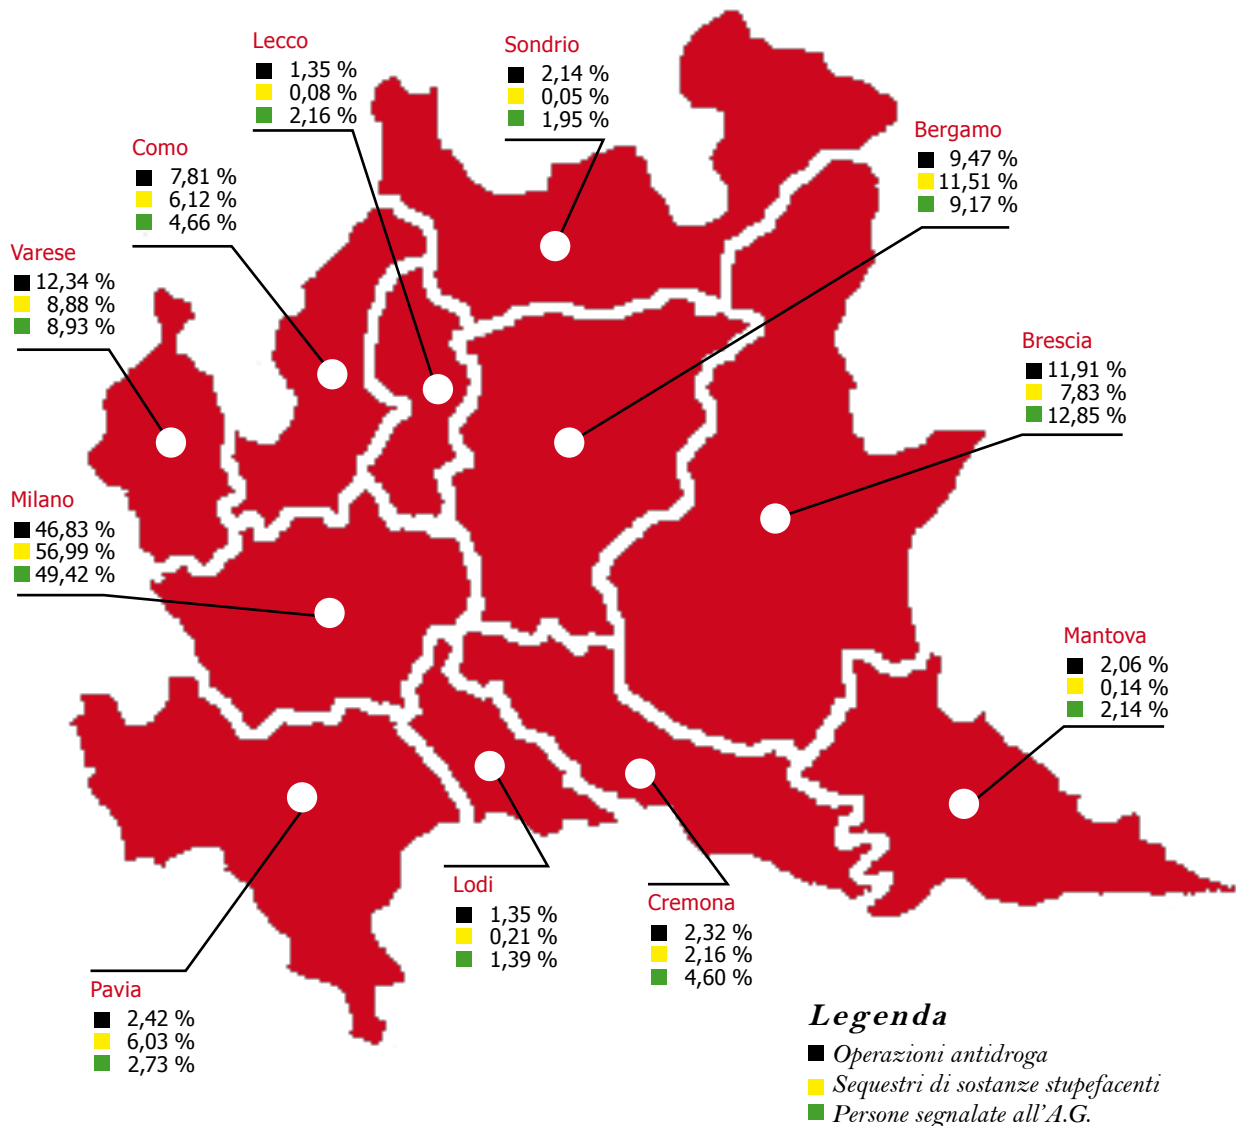 Lecco
1,35 %
0,08 %
2,16 %
Sondrio
2,14 %
0,05 %
1,95 %
Bergamo
9,47 %
11,51 %
9,17 %
Como
7,81 %
6,12 %
4,66 %
Varese
12,34 %
8,88 %
8,93 %
Brescia
11,91 %
7,83 %
12,85 %
Milano
46,83 %
56,99 %
49,42 %
Mantova
2,06 %
0,14 %
2,14 %
Lodi
1,35 %
0,21 %
1,39 %
Cremona
2,32 %
2,16 %
4,60 %
Pavia
2,42 %
6,03 %
2,73 %
Legenda
Operazioni antidroga
Sequestri di sostanze stupefacenti
Persone segnalate all'A.G.